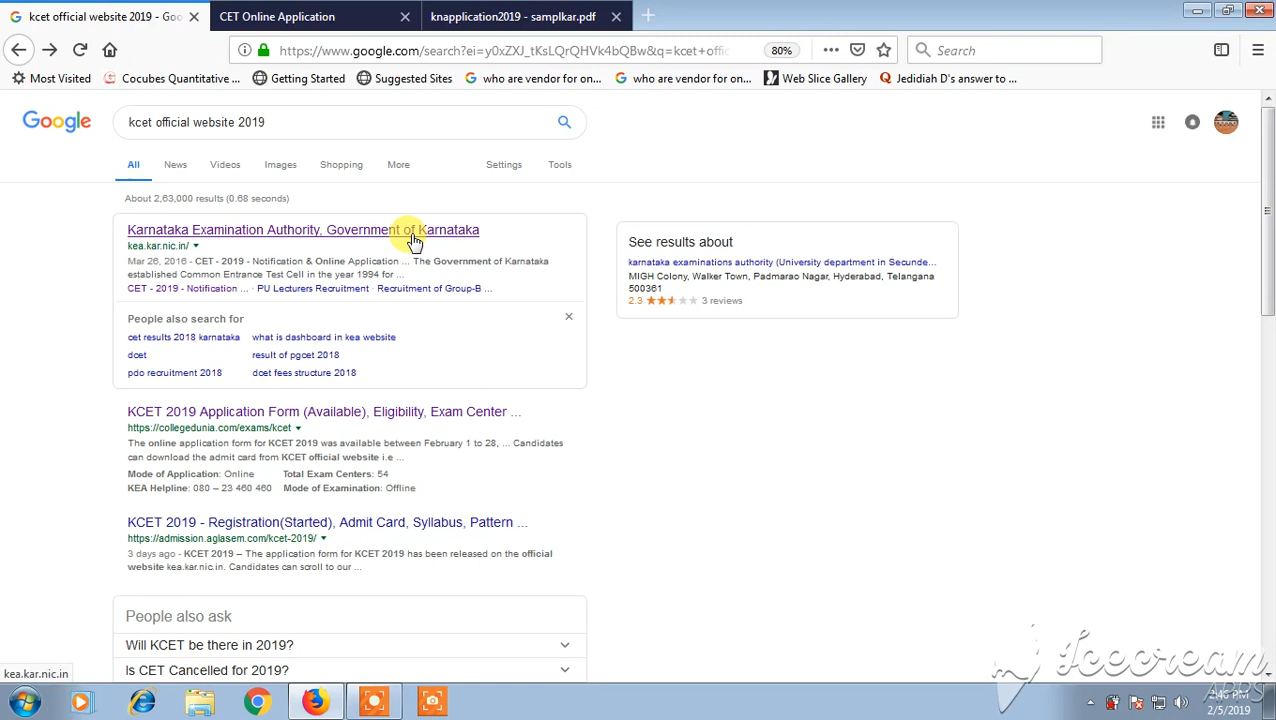 kcet official website 2019 - Goo
CET Online Application
knapplication2019 - samplkar.pdf
https://www.google.com/search?ei=y0xZXJ_tKsLQrQHVk4bQBw&q=kcet+offic
80%
Search
Most Visited
Cocubes Quantitative ...
Getting Started
Suggested Sites
who are vendor for on...
who are vendor for on...
Web Slice Gallery
Jedidiah D's answer to ...
Google
kcet official website 2019
All
News
Videos
Images
Shopping
More
Settings
Tools
About 2,63,000 results (0.68 seconds)
Karnataka Examination Authority, Government of Karnataka
kea.kar.nic.in/
Mar 26, 2016 - CET - 2019 - Notification & Online Application ... The Government of Karnataka
established Common Entrance Test Cell in the year 1994 for ...
CET - 2019 - Notification ... · PU Lecturers Recruitment · Recruitment of Group-B ...
People also search for
cet results 2018 karnataka
what is dashboard in kea website
dcet
result of pgcet 2018
pdo recruitment 2018
dcet fees structure 2018
KCET 2019 Application Form (Available), Eligibility, Exam Center ...
https://collegedunia.com/exams/kcet
The online application form for KCET 2019 was available between February 1 to 28, ... Candidates
can download the admit card from KCET official website i.e ...
Mode of Application: Online
Total Exam Centers: 54
KEA Helpline: 080 – 23 460 460
Mode of Examination: Offline
KCET 2019 - Registration(Started), Admit Card, Syllabus, Pattern ...
https://admission.aglasem.com/kcet-2019/
3 days ago - KCET 2019 – The application form for KCET 2019 has been released on the official
website kea.kar.nic.in. Candidates can scroll to our ...
People also ask
Will KCET be there in 2019?
Is CET Cancelled for 2019?
See results about
karnataka examinations authority (University department in Secunde...
MIGH Colony, Walker Town, Padmarao Nagar, Hyderabad, Telangana
500361
2.3
3 reviews
kea.kar.nic.in
Icecream
APPS
2:46 PM
2/5/2019